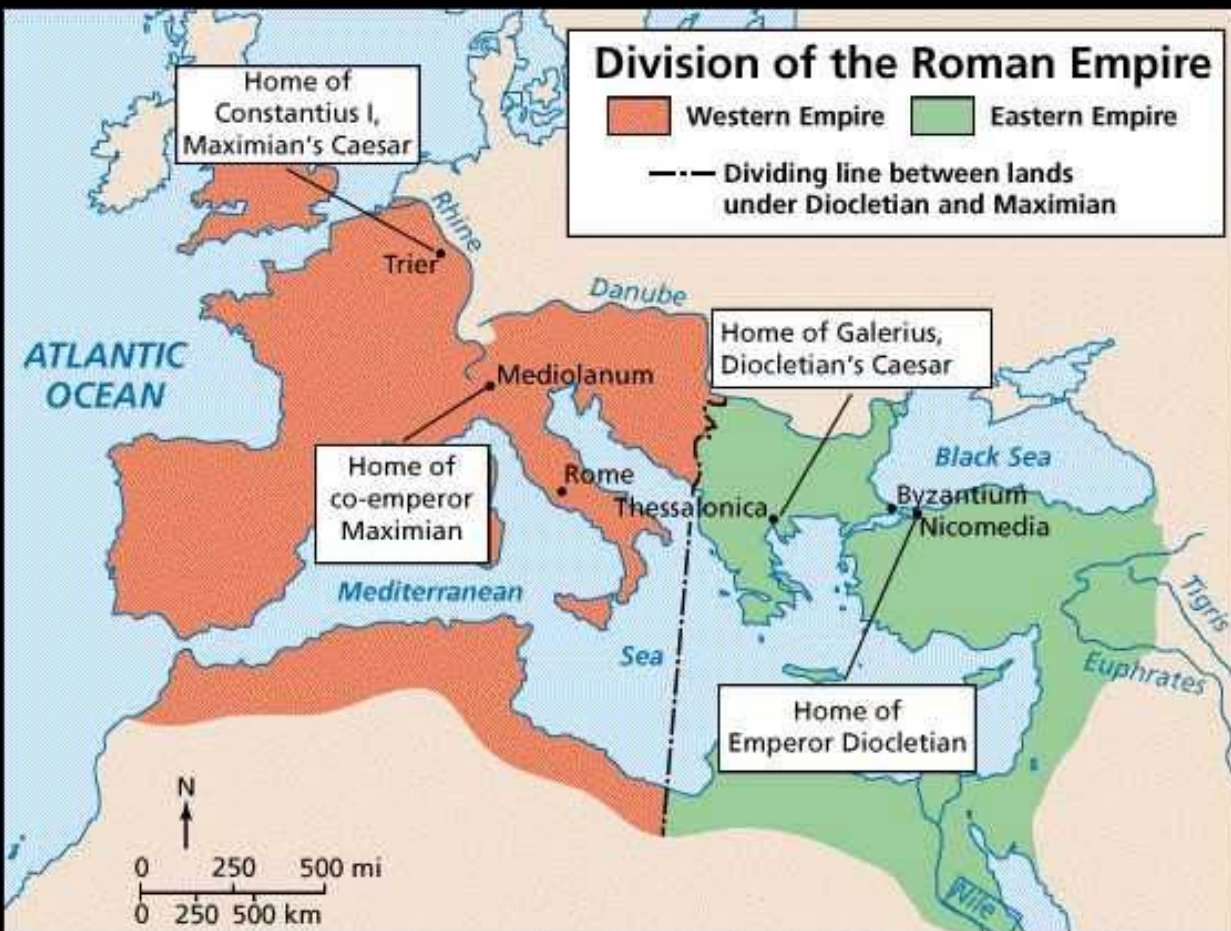 Division of the Roman Empire
Western Empire
Eastern Empire
Dividing line between lands
under Diocletian and Maximian
Home of
Constantius I,
Maximian's Caesar
Rhine
Trier
Danube
Home of Galerius,
Diocletian's Caesar
ATLANTIC
OCEAN
Mediolanum
Black Sea
Home of
co-emperor
Maximian
Rome
Thessalonica
Byzantium
Nicomedia
Mediterranean
Sea
Tigris
Euphrates
Home of
Emperor Diocletian
N
0 250 500 mi
0 250 500 km
Nile